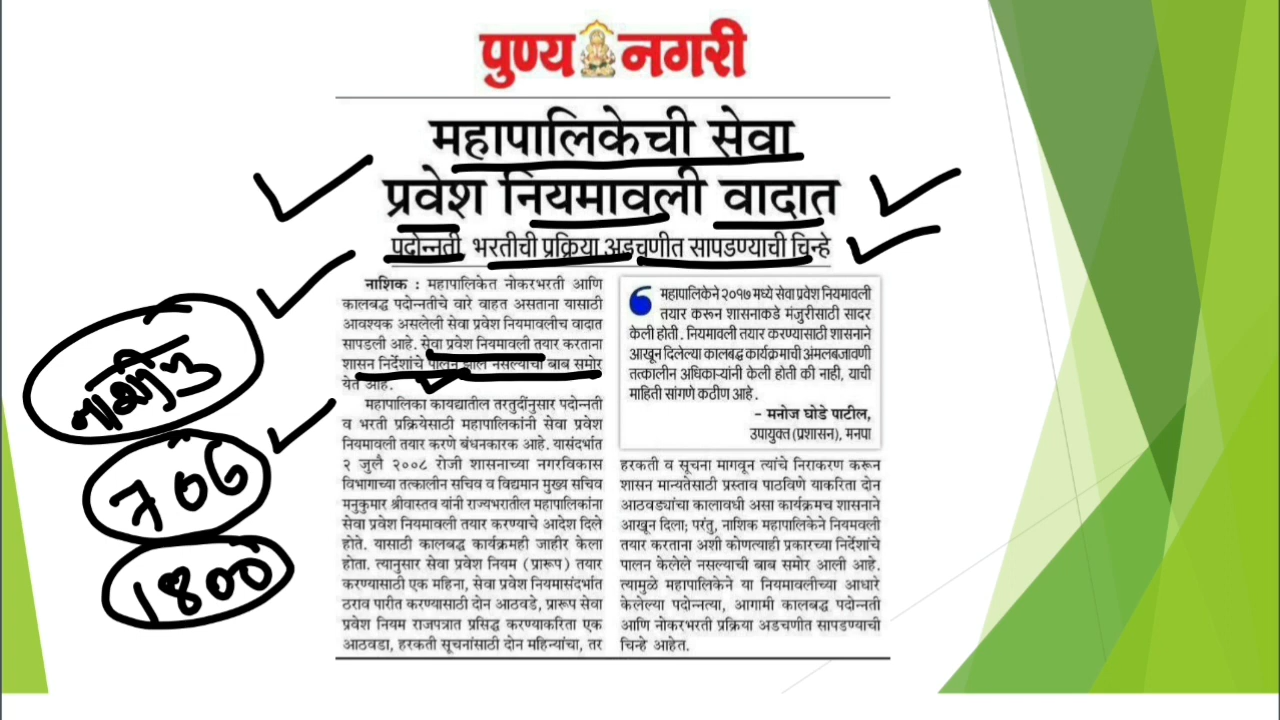 पुण्य नगरी
महापालिकेची सेवा
प्रवेश नियमावली वादात
पदोन्नती, भरतीची प्रक्रिया अडचणीत सापडण्याची चिन्हे
नाशिक : महापालिकेत नोकरभरती आणि
कालबद्ध पदोन्नतीचे वारे वाहत असताना यासाठी
आवश्यक असलेली सेवा प्रवेश नियमावलीच वादात
सापडली आहे. सेवा प्रवेश नियमावली तयार करताना
शासन निर्देशांचे पालन झाले नसल्याची बाब समोर
येत आहे.
महापालिका कायद्यातील तरतुदींनुसार पदोन्नती
व भरती प्रक्रियेसाठी महापालिकांनी सेवा प्रवेश
नियमावली तयार करणे बंधनकारक आहे. यासंदर्भात
२ जुलै २००८ रोजी शासनाच्या नगरविकास
विभागाच्या तत्कालीन सचिव व विद्यमान मुख्य सचिव
मनुकुमार श्रीवास्तव यांनी राज्यभरातील महापालिकांना
सेवा प्रवेश नियमावली तयार करण्याचे आदेश दिले
होते. यासाठी कालबद्ध कार्यक्रमही जाहीर केला
होता. त्यानुसार सेवा प्रवेश नियम (प्रारूप) तयार
करण्यासाठी एक महिना, सेवा प्रवेश नियमासंदर्भात
ठराव पारीत करण्यासाठी दोन आठवडे, प्रारूप सेवा
प्रवेश नियम राजपत्रात प्रसिद्ध करण्याकरिता एक
आठवडा, हरकती सूचनांसाठी दोन महिन्यांचा, तर
महापालिकेने २०१७ मध्ये सेवा प्रवेश नियमावली
तयार करून शासनाकडे मंजुरीसाठी सादर
केली होती. नियमावली तयार करण्यासाठी शासनाने
आखून दिलेल्या कालबद्ध कार्यक्रमाची अंमलबजावणी
तत्कालीन अधिकाऱ्यांनी केली होती की नाही, याची
माहिती सांगणे कठीण आहे.
- मनोज घोडे पाटील,
उपायुक्त (प्रशासन), मनपा
हरकती व सूचना मागवून त्यांचे निराकरण करून
शासन मान्यतेसाठी प्रस्ताव पाठविणे याकरिता दोन
आठवड्यांचा कालावधी असा कार्यक्रमच शासनाने
आखून दिला; परंतु, नाशिक महापालिकेने नियमवली
तयार करताना अशी कोणत्याही प्रकारच्या निर्देशांचे
पालन केलेले नसल्याची बाब समोर आली आहे.
त्यामुळे महापालिकेने या नियमावलीच्या आधारे
केलेल्या पदोन्नत्या, आगामी कालबद्ध पदोन्नती
आणि नोकरभरती प्रक्रिया अडचणीत सापडण्याची
चिन्हे आहेत.
706
1800